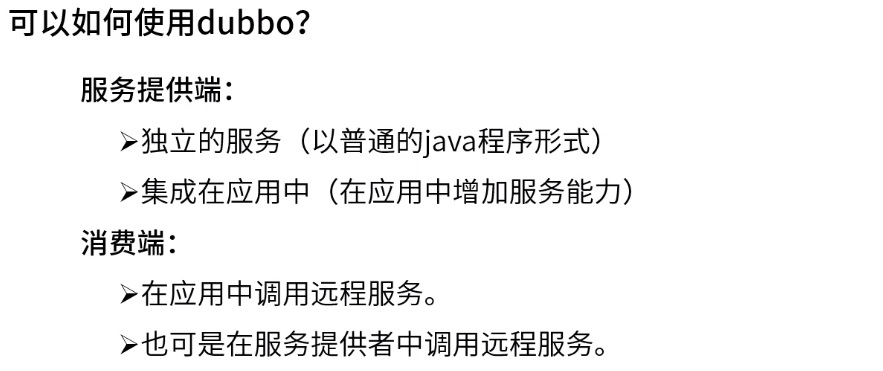 可以如何使用dubbo？
服务提供端：
➢独立的服务（以普通的java程序形式）
➢集成在应用中（在应用中增加服务能力）
消费端：
➢在应用中调用远程服务。
➢也可是在服务提供者中调用远程服务。